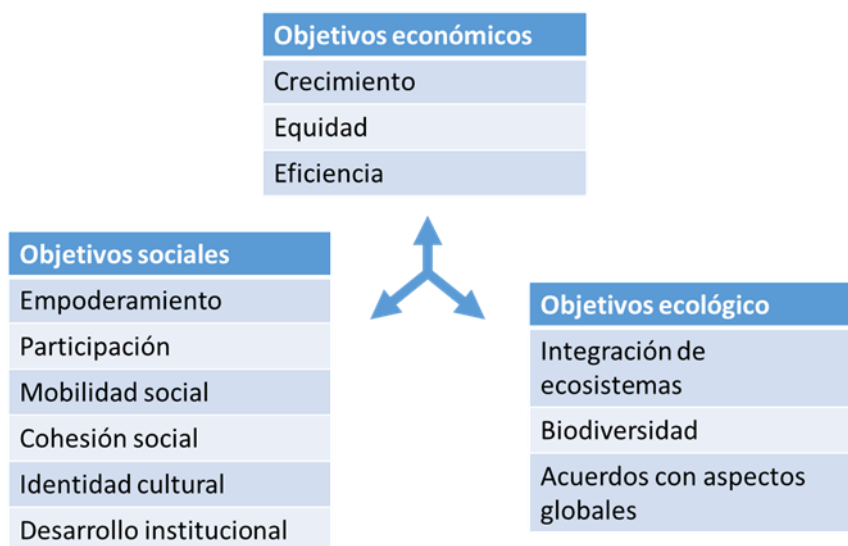 Objetivos económicos
Crecimiento
Equidad
Eficiencia
Objetivos sociales
Empoderamiento
Participación
Mobilidad social
Cohesión social
Identidad cultural
Desarrollo institucional
Objetivos ecológico
Integración de
ecosistemas
Biodiversidad
Acuerdos con aspectos
globales